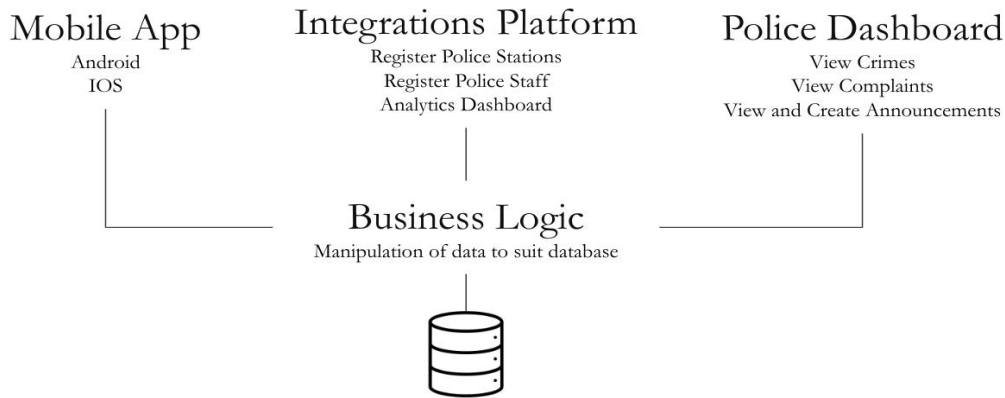 Mobile App
Android
IOS
Integrations Platform
Register Police Stations
Register Police Staff
Analytics Dashboard
Police Dashboard
View Crimes
View Complaints
View and Create Announcements
Business Logic
Manipulation of data to suit database